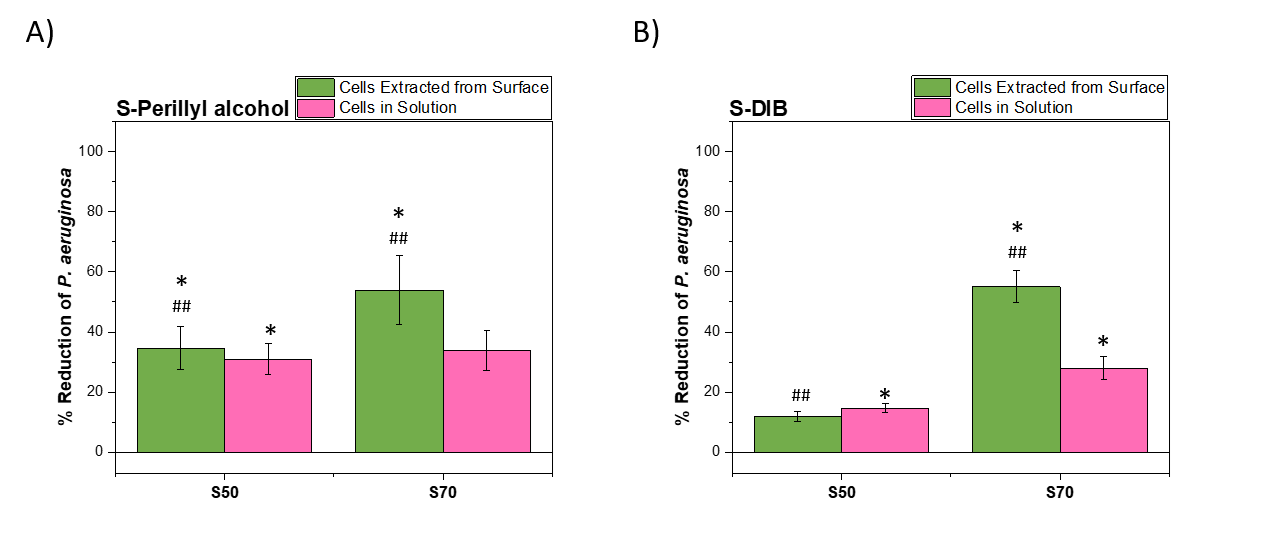 A)
S-Perillyl alcohol
Cells Extracted from Surface
Cells in Solution
% Reduction of P. aeruginosa
100
80
60
40
20
0
*
##
*
*
##
S50
S70
B)
S-DIB
Cells Extracted from Surface
Cells in Solution
% Reduction of P. aeruginosa
100
80
60
40
20
0
##
*
*
##
*
S50
S70